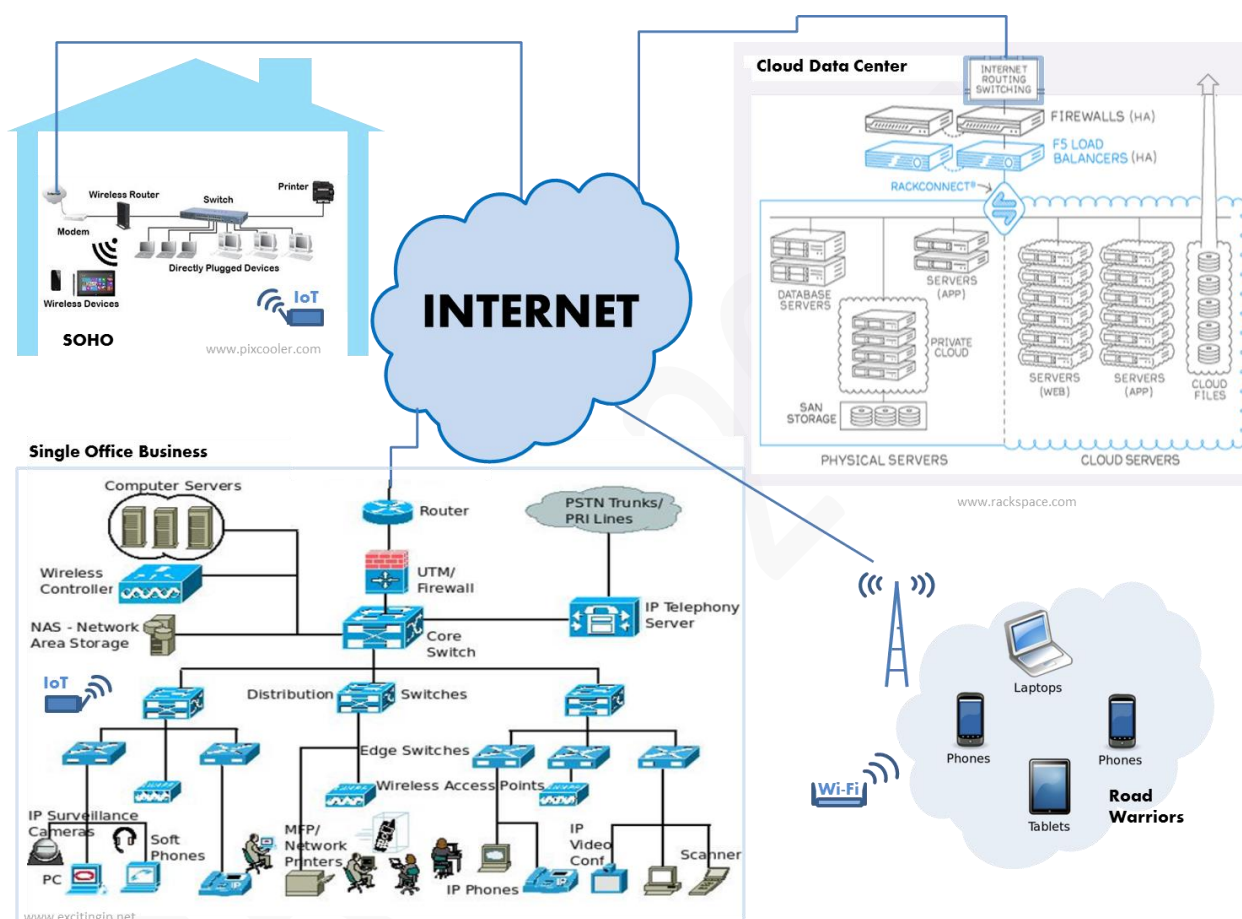 Cloud Data Center
INTERNET
ROUTING
SWITCHING
FIREWALLS (HA)
F5 LOAD
BALANCERS (HA)
RACKCONNECT®
DATABASE
SERVERS
SERVERS
(APP)
PRIVATE
CLOUD
SAN
STORAGE
SERVERS
(WEB)
SERVERS
(APP)
CLOUD
FILES
PHYSICAL SERVERS
CLOUD SERVERS
www.rackspace.com
Printer
Wireless Router
Switch
Modem
Directly Plugged Devices
Wireless Devices
IoT
SOHO
www.pixcooler.com
INTERNET
Single Office Business
Computer Servers
Router
PSTN Trunks/
PRI Lines
Wireless
Controller
UTM/
Firewall
NAS - Network
Area Storage
Core
Switch
IP Telephony
Server
IoT
Distribution
Switches
Edge Switches
Wireless Access Points
IP Surveillance
Cameras
Soft
Phones
PC
MFP/
Network
Printers
IP
Video
Conf
IP Phones
Scanner
IP
www.excitingip.net
Laptops
Phones
Phones
Wi-Fi
Tablets
Road
Warriors